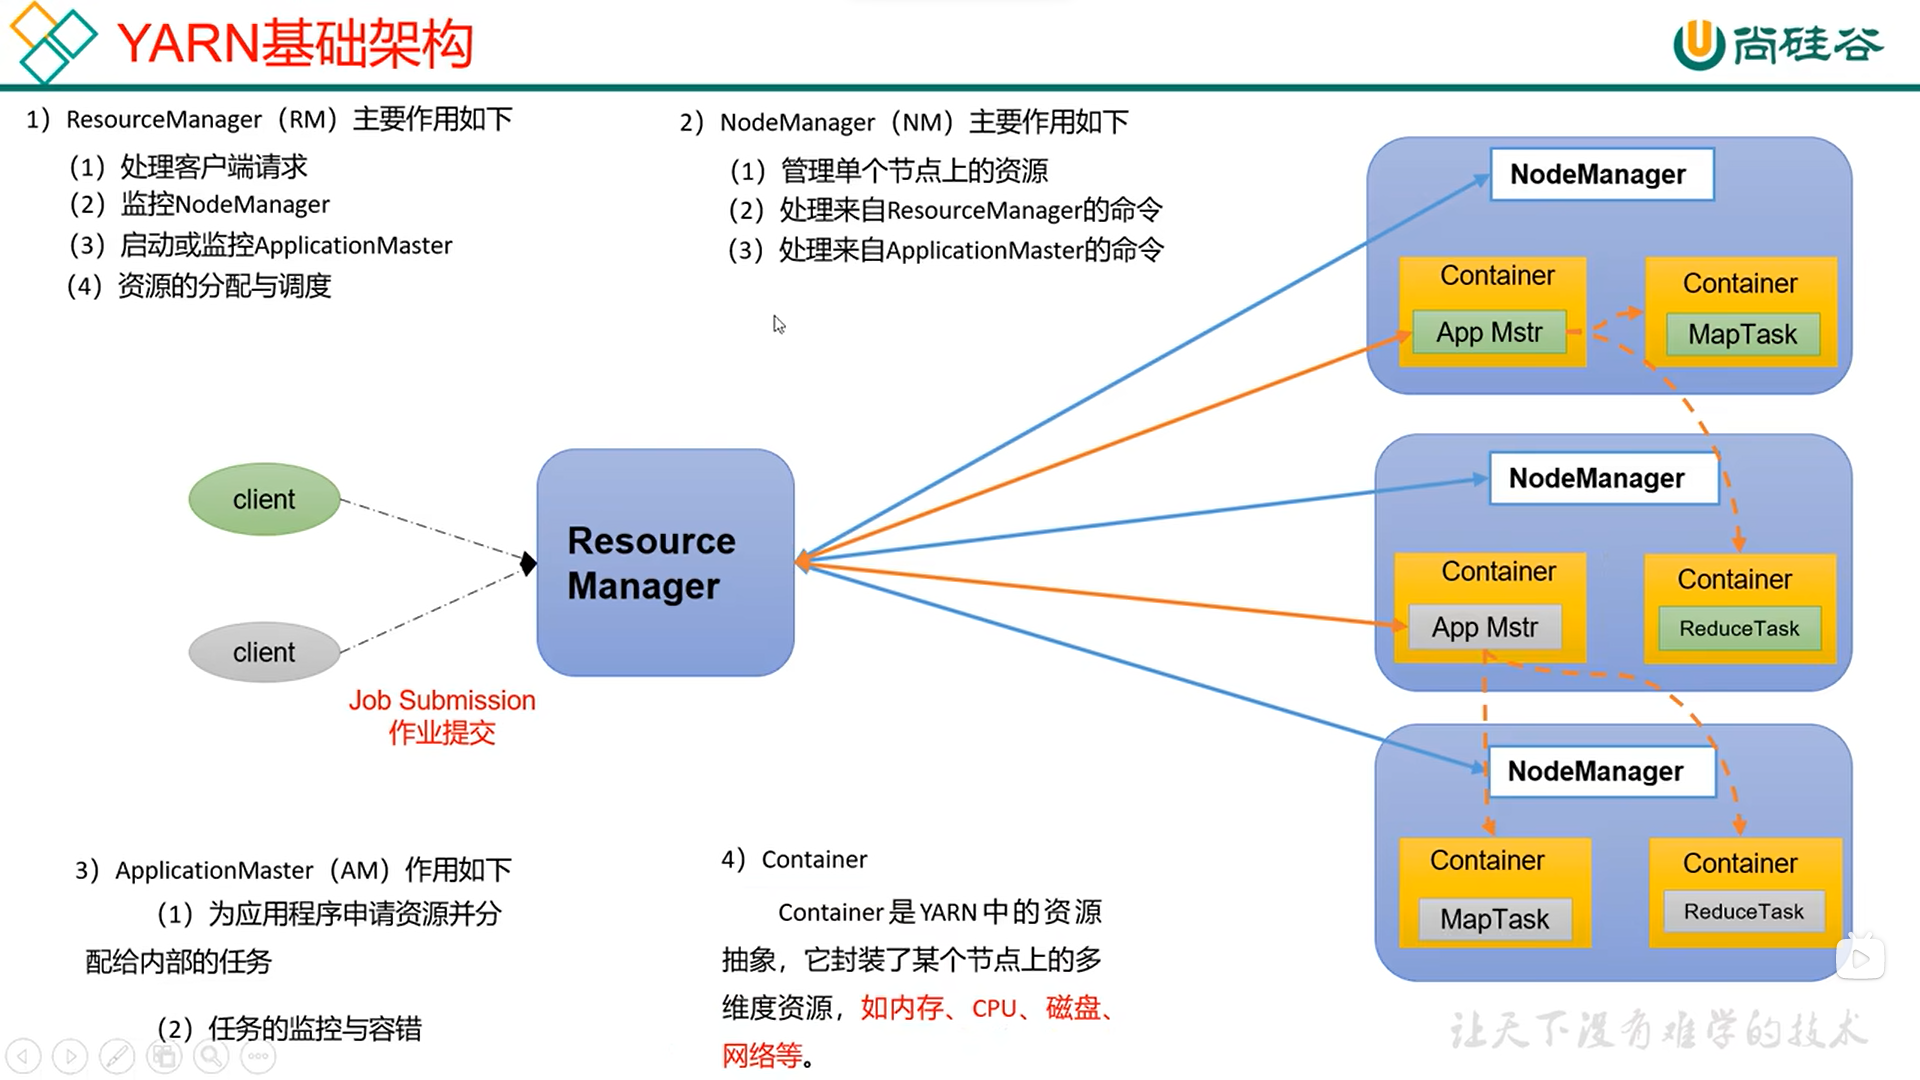 YARN基础架构
尚硅谷
1）ResourceManager（RM）主要作用如下
（1）处理客户端请求
（2）监控NodeManager
（3）启动或监控ApplicationMaster
（4）资源的分配与调度
2）NodeManager（NM）主要作用如下
（1）管理单个节点上的资源
（2）处理来自ResourceManager的命令
（3）处理来自ApplicationMaster的命令
client
client
Job Submission
作业提交
Resource
Manager
NodeManager
Container
App Mstr
Container
MapTask
NodeManager
Container
App Mstr
Container
ReduceTask
NodeManager
Container
MapTask
Container
ReduceTask
3）ApplicationMaster（AM）作用如下
（1）为应用程序申请资源并分
配给内部的任务
（2）任务的监控与容错
4）Container
Container是YARN中的资源
抽象，它封装了某个节点上的多
维度资源，如内存、CPU、磁盘、
网络等。
让天下没有难学的技术